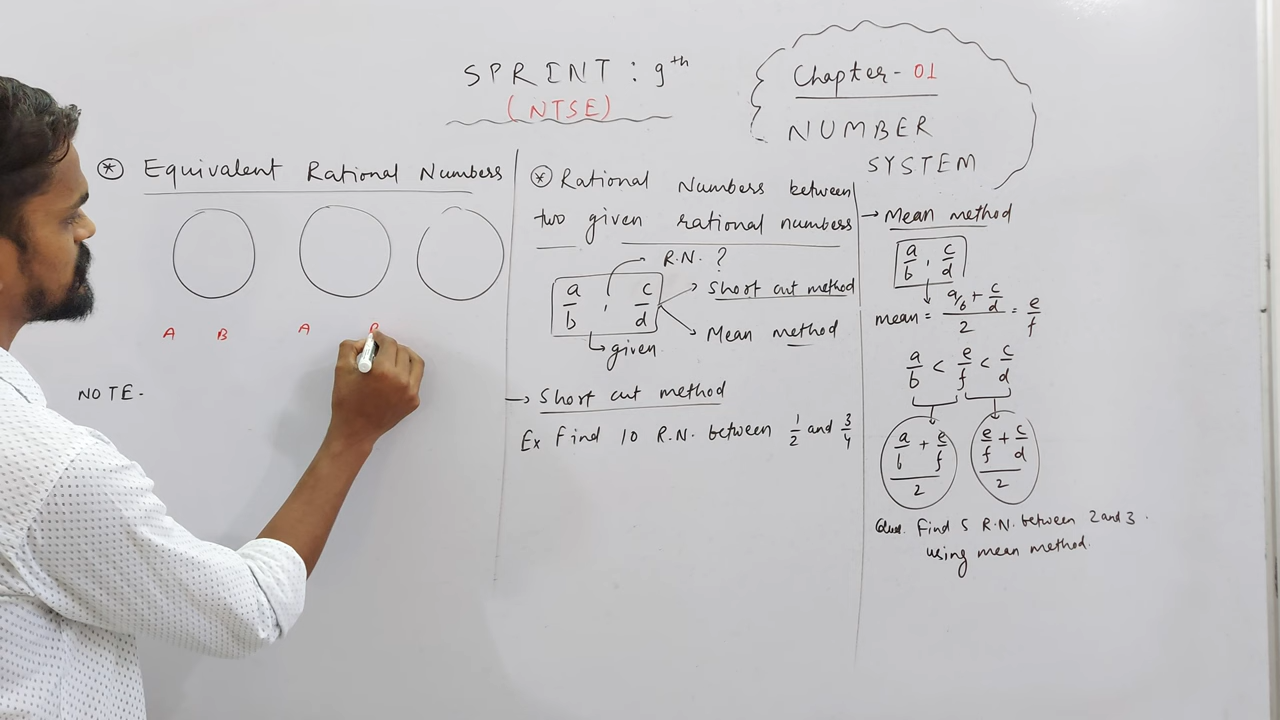 SPRINT : 9th
(NTSE)
Chapter - 01
NUMBER
SYSTEM
* Equivalent Rational Numbers
A B A
NOTE -
* Rational Numbers between
two given rational numbers
R.N. ?
a/b , c/d
Short cut method
Mean method
given
→ Short cut method
Ex Find 10 R.N. between 1/2 and 3/4
→ Mean method
a/b , c/d
mean = (a/b + c/d)/2 = e/f
a/b < e/f < c/d
(a/b + e/f)/2 (e/f + c/d)/2
Ques. Find 5 R.N. between 2 and 3.
using mean method.